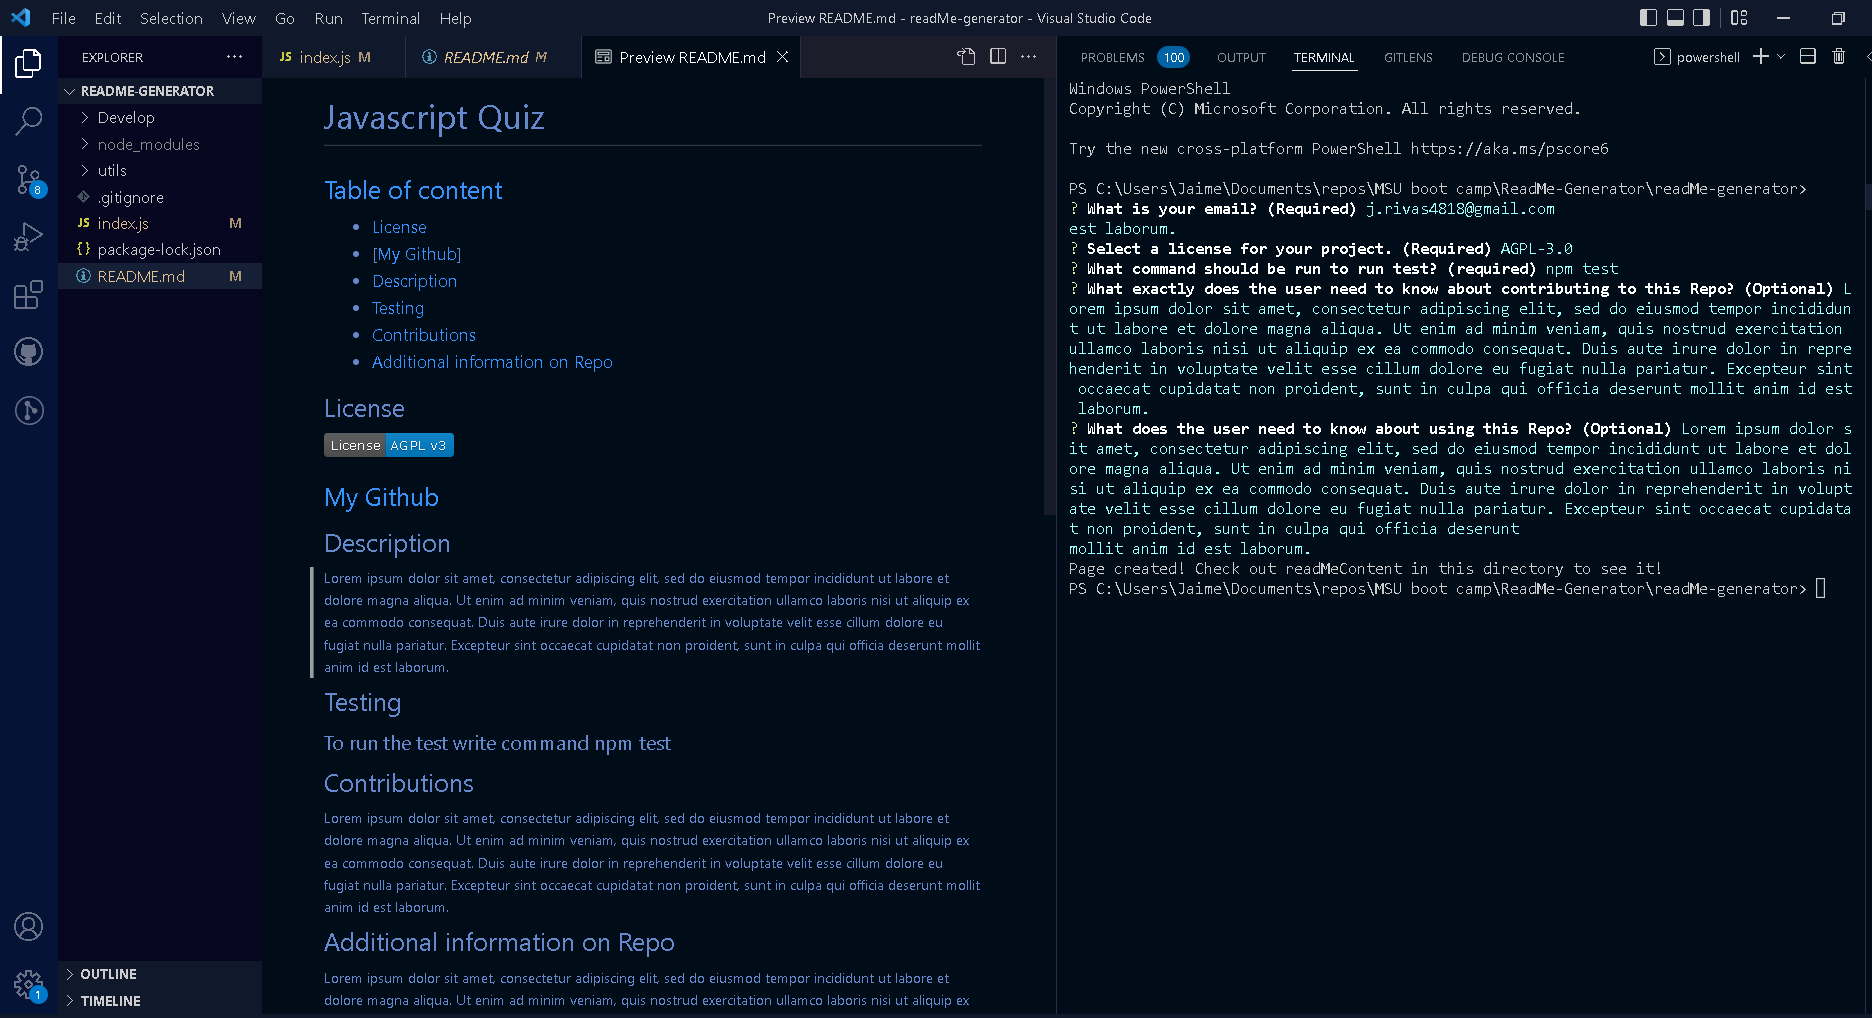 File Edit Selection View Go Run Terminal Help
Preview README.md - readMe-generator - Visual Studio Code
EXPLORER
README-GENERATOR
Develop
node_modules
utils
.gitignore
JS index.js M
{ } package-lock.json
README.md M
OUTLINE
TIMELINE
8
1
JS index.js M
README.md M
Preview README.md
Javascript Quiz
Table of content
• License
• [My Github]
• Description
• Testing
• Contributions
• Additional information on Repo
License
License AGPL v3
My Github
Description
Lorem ipsum dolor sit amet, consectetur adipiscing elit, sed do eiusmod tempor incididunt ut labore et
dolore magna aliqua. Ut enim ad minim veniam, quis nostrud exercitation ullamco laboris nisi ut aliquip ex
ea commodo consequat. Duis aute irure dolor in reprehenderit in voluptate velit esse cillum dolore eu
fugiat nulla pariatur. Excepteur sint occaecat cupidatat non proident, sunt in culpa qui officia deserunt mollit
anim id est laborum.
Testing
To run the test write command npm test
Contributions
Lorem ipsum dolor sit amet, consectetur adipiscing elit, sed do eiusmod tempor incididunt ut labore et
dolore magna aliqua. Ut enim ad minim veniam, quis nostrud exercitation ullamco laboris nisi ut aliquip ex
ea commodo consequat. Duis aute irure dolor in reprehenderit in voluptate velit esse cillum dolore eu
fugiat nulla pariatur. Excepteur sint occaecat cupidatat non proident, sunt in culpa qui officia deserunt mollit
anim id est laborum.
Additional information on Repo
Lorem ipsum dolor sit amet, consectetur adipiscing elit, sed do eiusmod tempor incididunt ut labore et
dolore magna aliqua. Ut enim ad minim veniam, quis nostrud exercitation ullamco laboris nisi ut aliquip ex
PROBLEMS 100 OUTPUT TERMINAL GITLENS DEBUG CONSOLE
powershell
Windows PowerShell
Copyright (C) Microsoft Corporation. All rights reserved.
Try the new cross-platform PowerShell https://aka.ms/pscore6
PS C:\Users\Jaime\Documents\repos\MSU boot camp\ReadMe-Generator\readMe-generator>
? What is your email? (Required) j.rivas4818@gmail.com
est laborum.
? Select a license for your project. (Required) AGPL-3.0
? What command should be run to run test? (required) npm test
? What exactly does the user need to know about contributing to this Repo? (Optional) L
orem ipsum dolor sit amet, consectetur adipiscing elit, sed do eiusmod tempor incididun
t ut labore et dolore magna aliqua. Ut enim ad minim veniam, quis nostrud exercitation
ullamco laboris nisi ut aliquip ex ea commodo consequat. Duis aute irure dolor in repre
henderit in voluptate velit esse cillum dolore eu fugiat nulla pariatur. Excepteur sint
occaecat cupidatat non proident, sunt in culpa qui officia deserunt mollit anim id est
laborum.
? What does the user need to know about using this Repo? (Optional) Lorem ipsum dolor s
it amet, consectetur adipiscing elit, sed do eiusmod tempor incididunt ut labore et dol
ore magna aliqua. Ut enim ad minim veniam, quis nostrud exercitation ullamco laboris ni
si ut aliquip ex ea commodo consequat. Duis aute irure dolor in reprehenderit in volupt
ate velit esse cillum dolore eu fugiat nulla pariatur. Excepteur sint occaecat cupidata
t non proident, sunt in culpa qui officia deserunt
mollit anim id est laborum.
Page created! Check out readMeContent in this directory to see it!
PS C:\Users\Jaime\Documents\repos\MSU boot camp\ReadMe-Generator\readMe-generator>